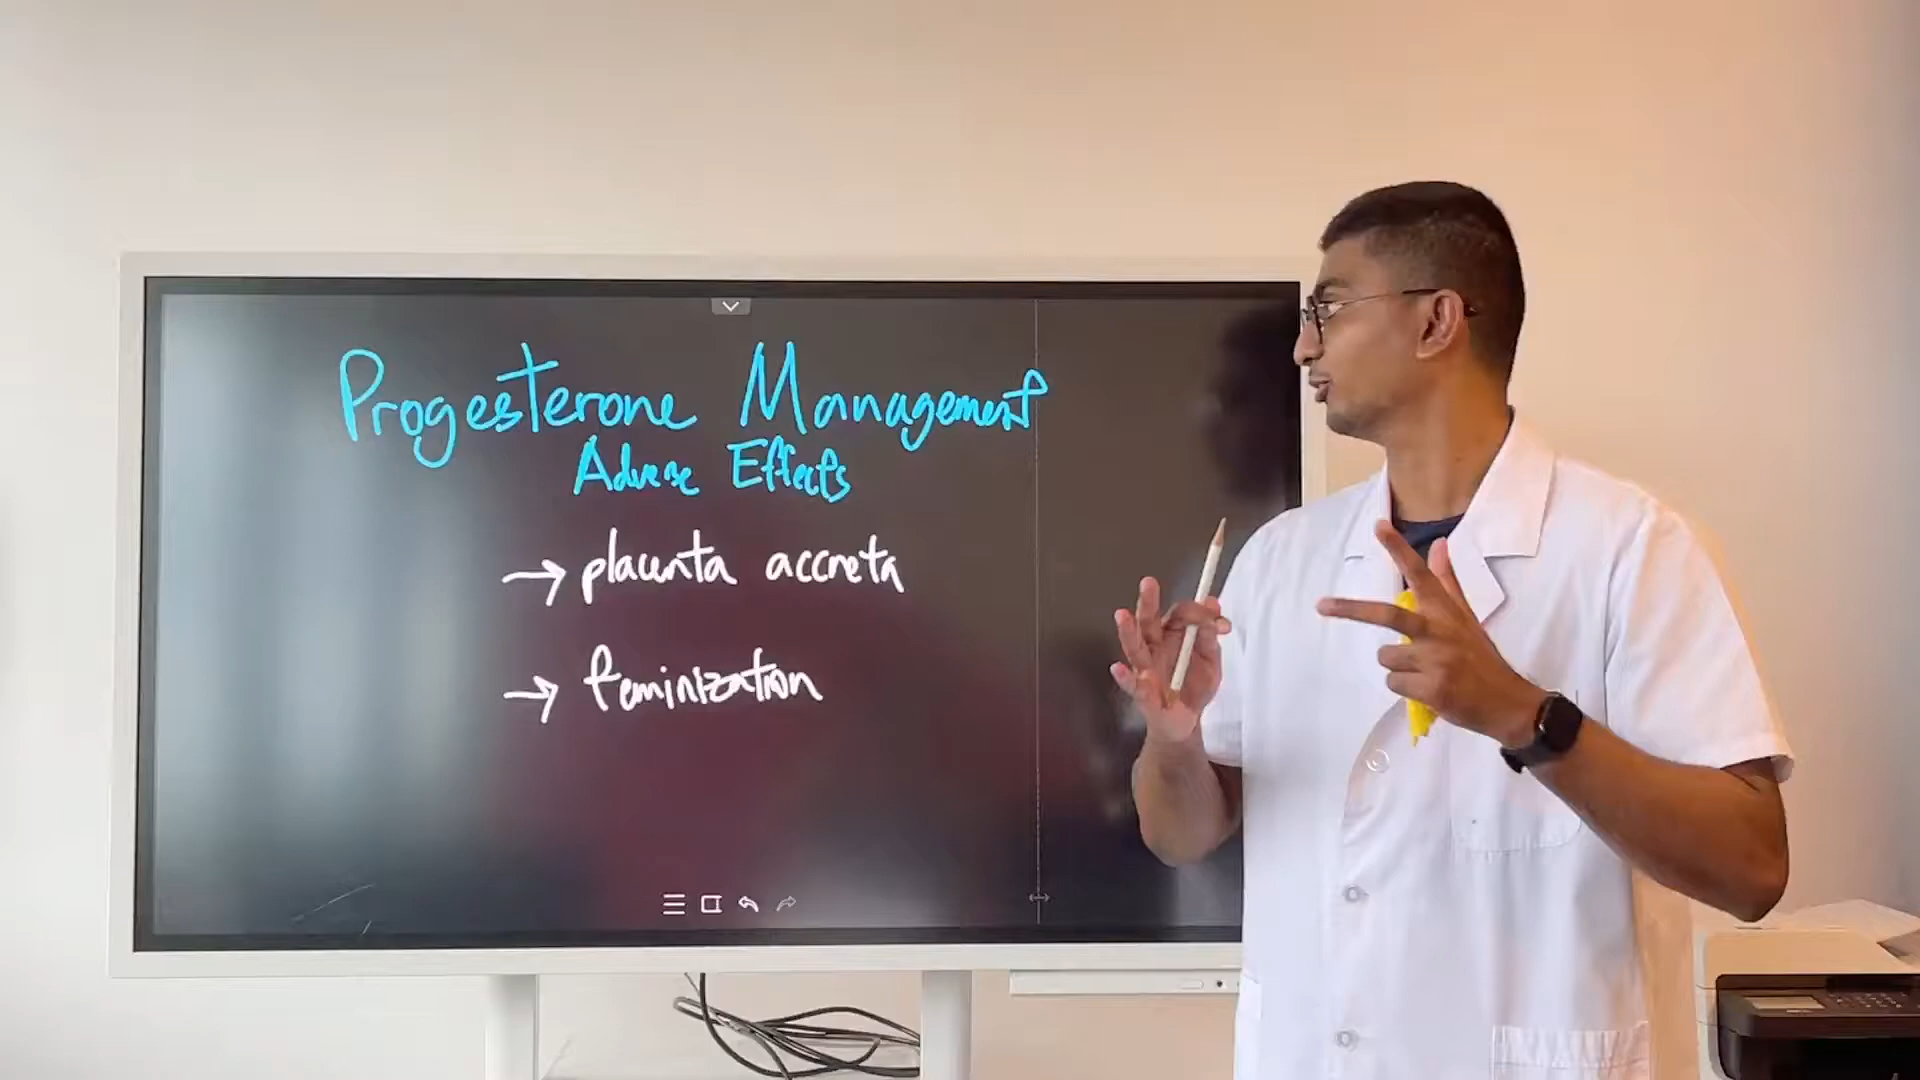 Progesterone Management
Adverse Effects
→ placenta accreta
→ feminization